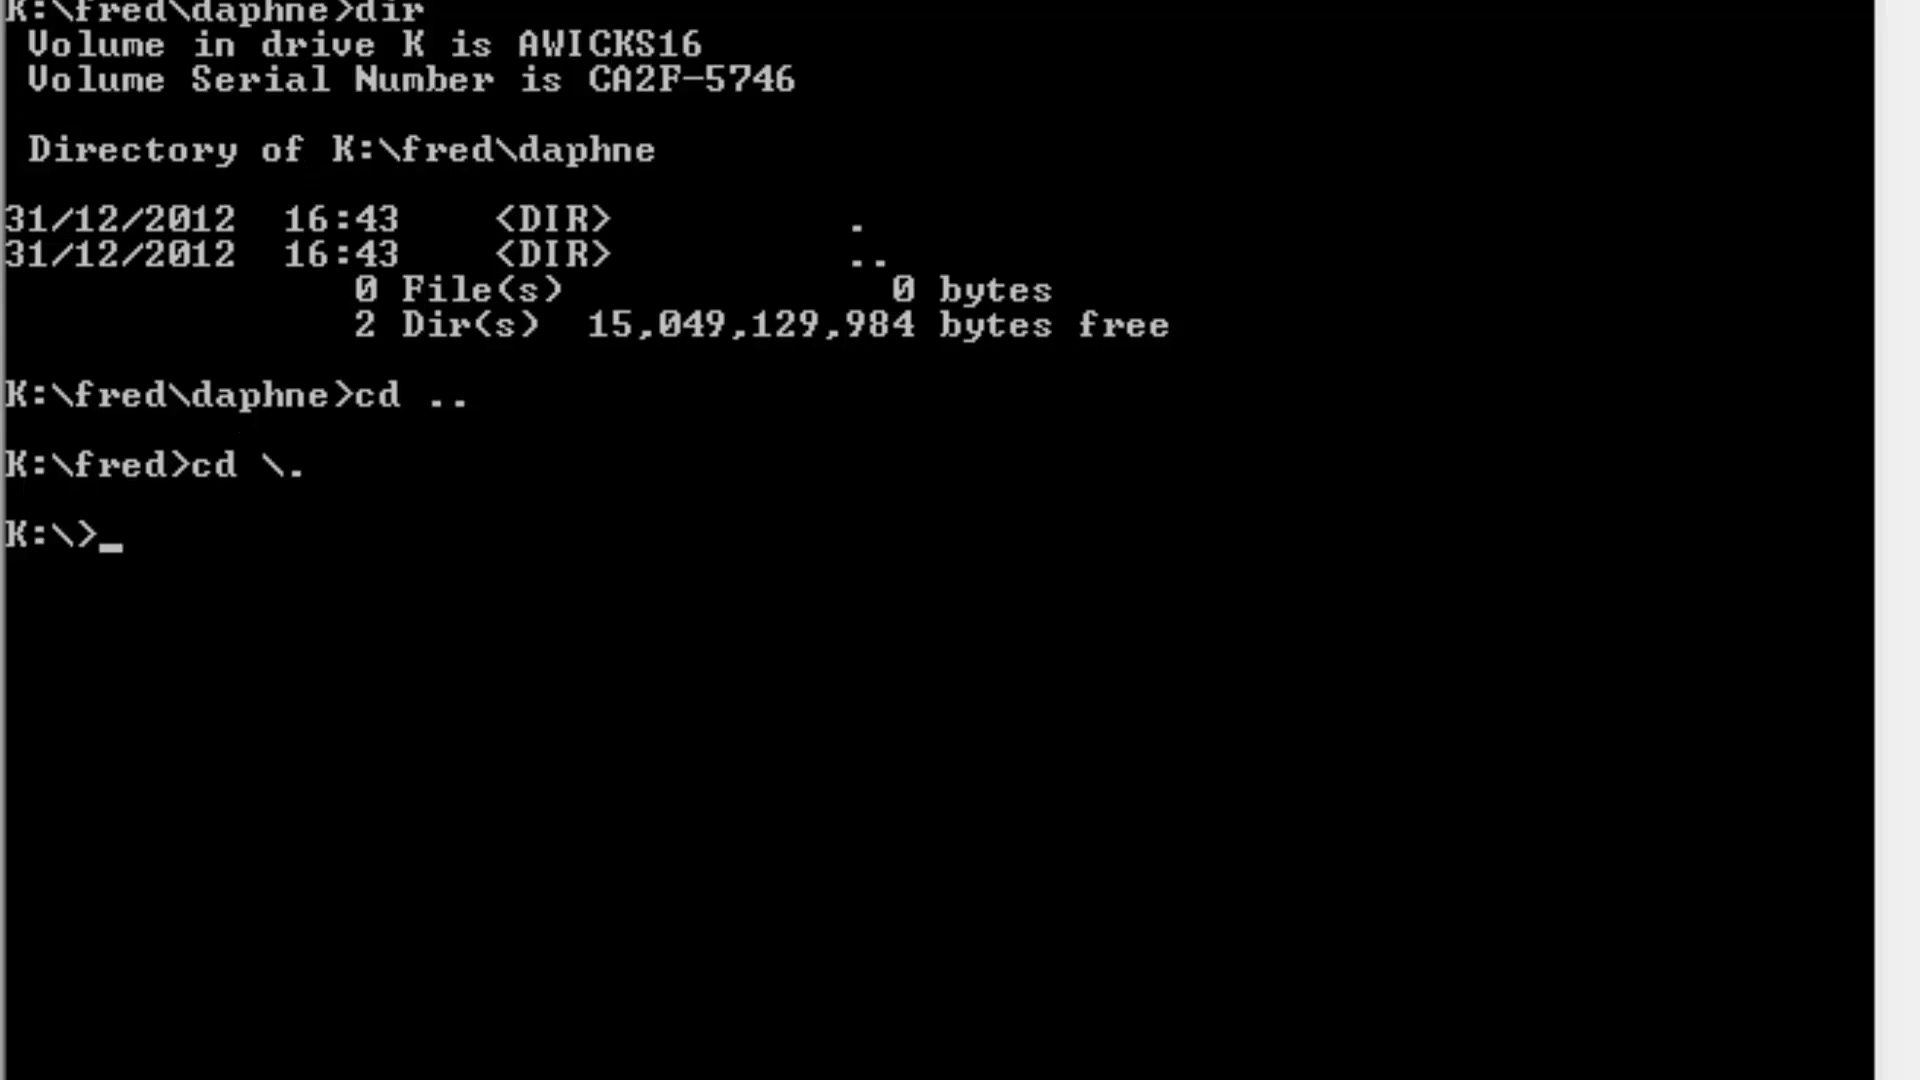 K:\fred\daphne>dir
Volume in drive K is AWICKS16
Volume Serial Number is CA2F-5746
Directory of K:\fred\daphne
31/12/2012  16:43    <DIR>          .
31/12/2012  16:43    <DIR>          ..
0 File(s)              0 bytes
2 Dir(s)  15,049,129,984 bytes free
K:\fred\daphne>cd ..
K:\fred>cd \.
K:\>_